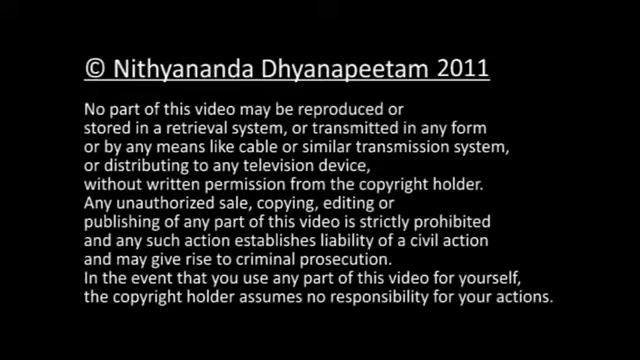 © Nithyananda Dhyanapeetam 2011
No part of this video may be reproduced or
stored in a retrieval system, or transmitted in any form
or by any means like cable or similar transmission system,
or distributing to any television device,
without written permission from the copyright holder.
Any unauthorized sale, copying, editing or
publishing of any part of this video is strictly prohibited
and any such action establishes liability of a civil action
and may give rise to criminal prosecution.
In the event that you use any part of this video for yourself,
the copyright holder assumes no responsibility for your actions.